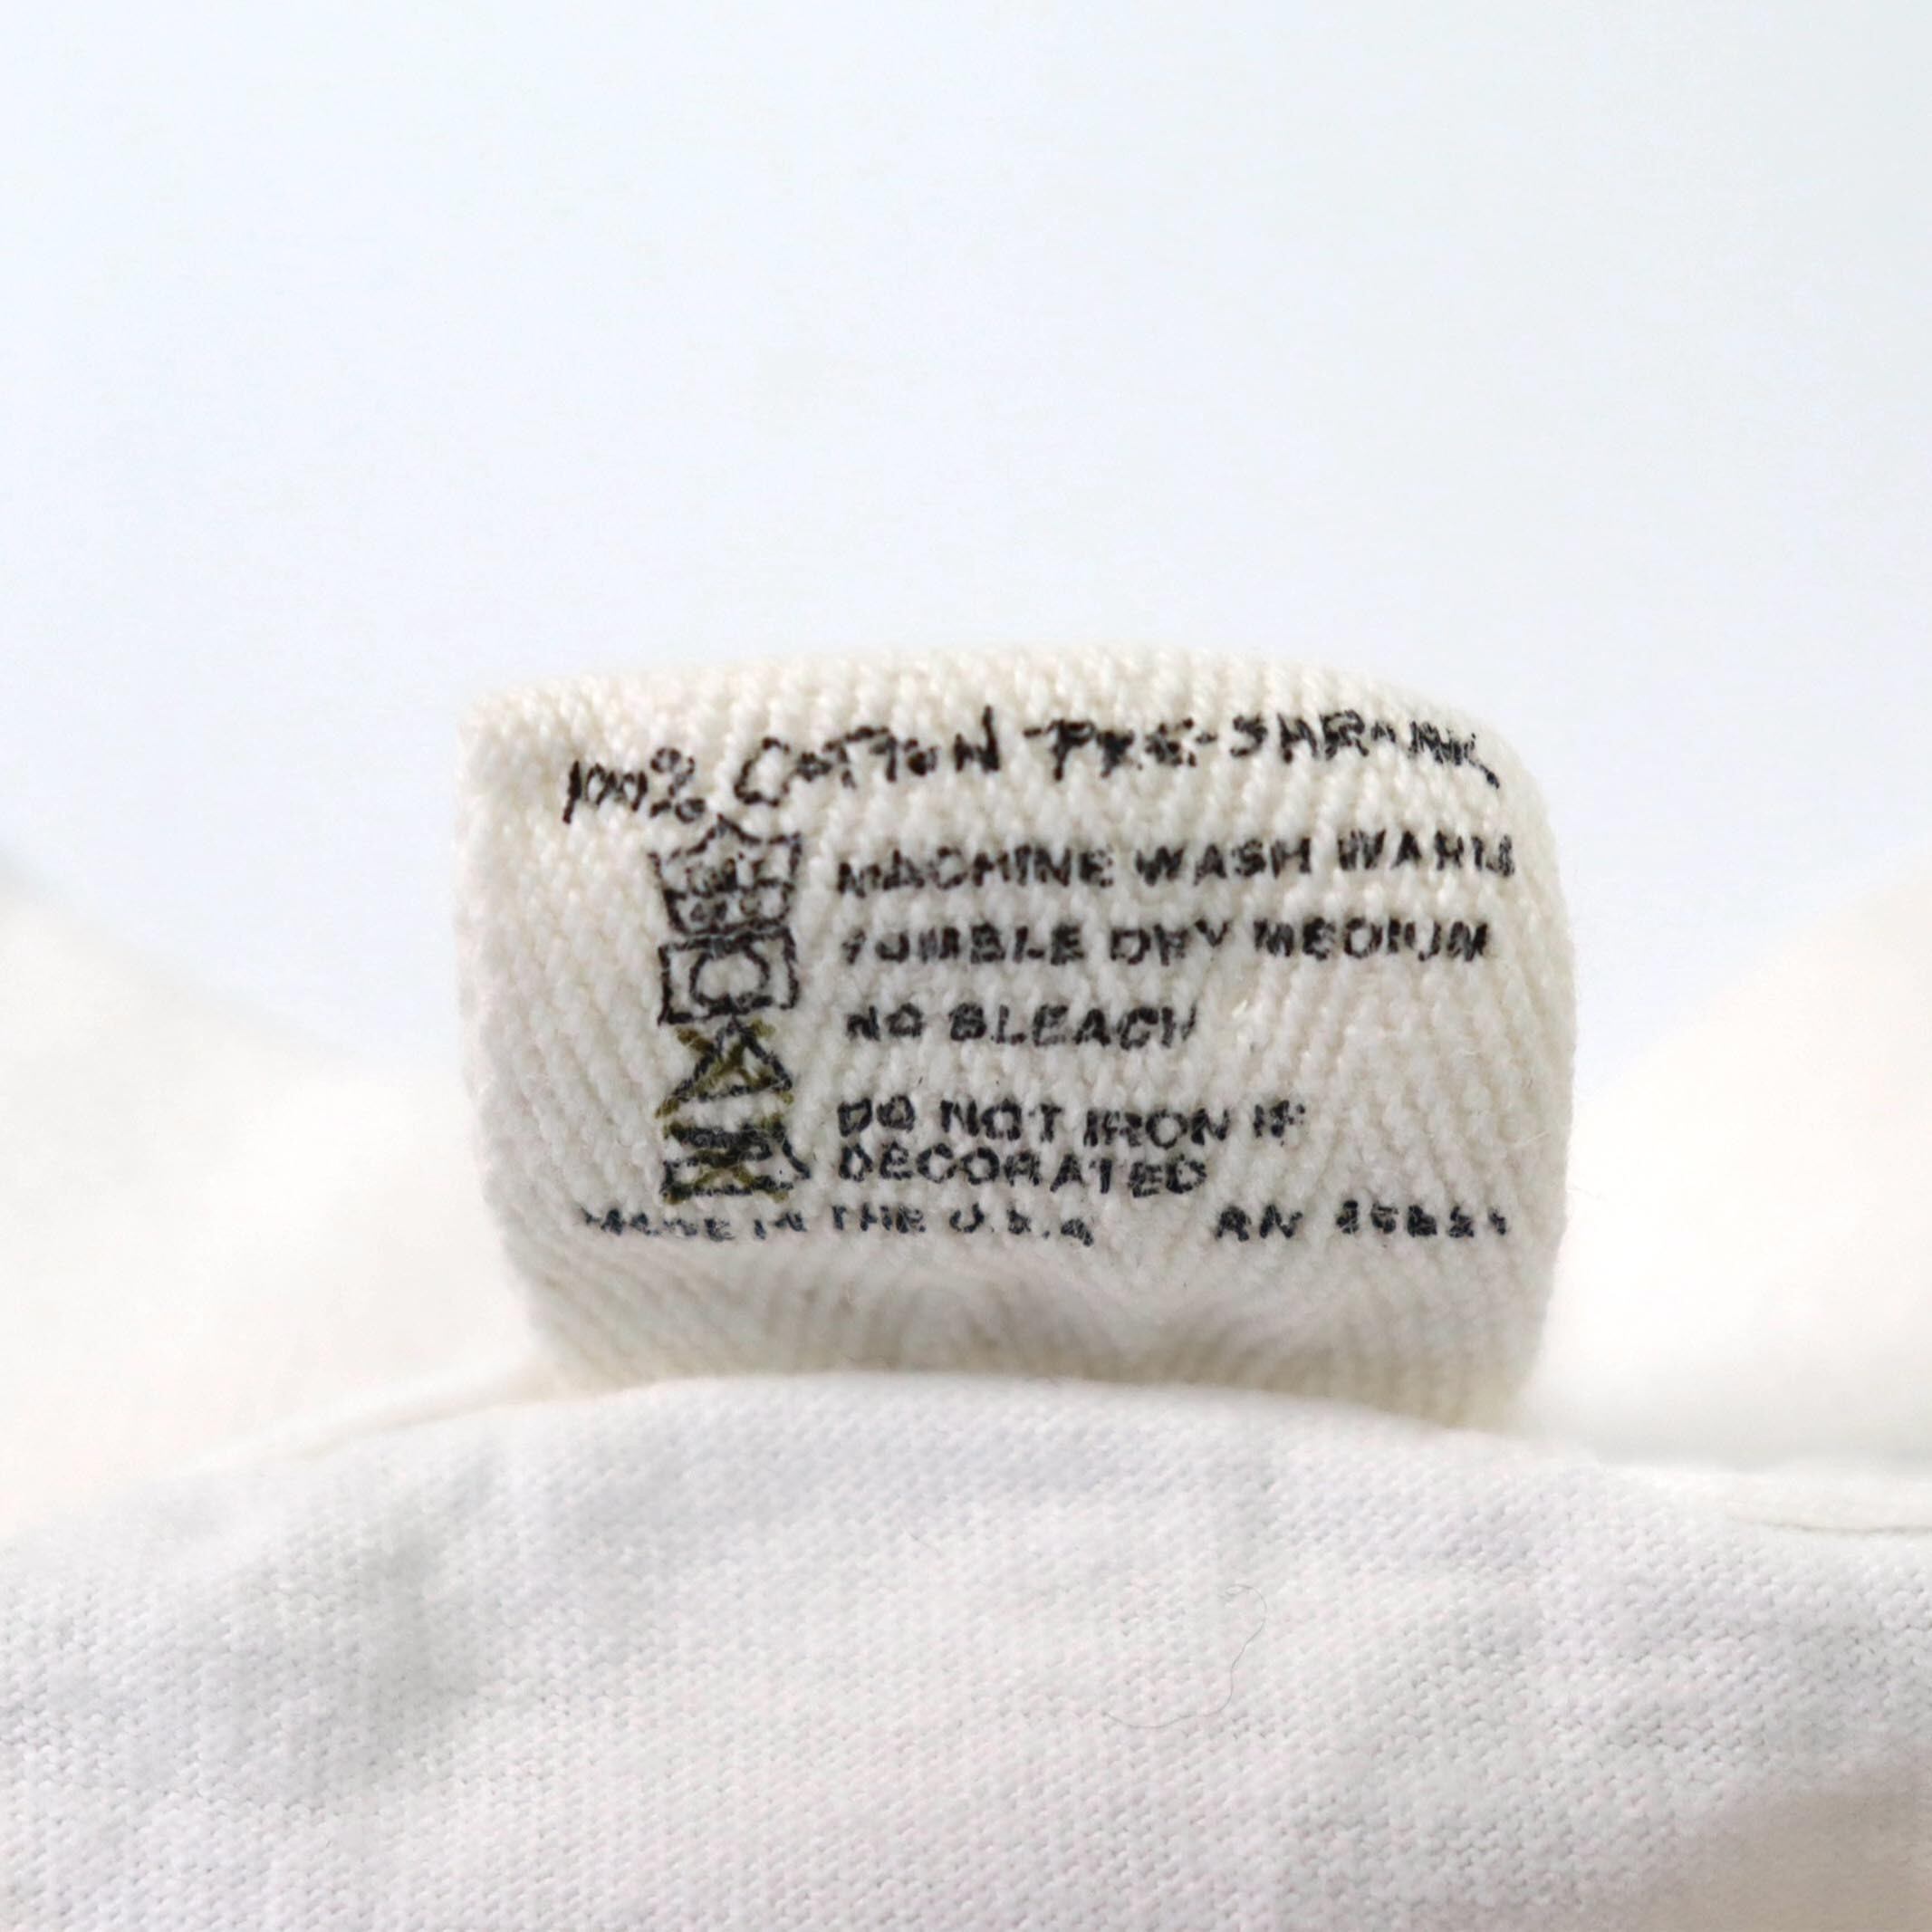 100% COTTON PRE-SHRUNK
MACHINE WASH WARM
TUMBLE DRY MEDIUM
NO BLEACH
DO NOT IRON IF
DECORATED
MADE IN THE U.S.A RN